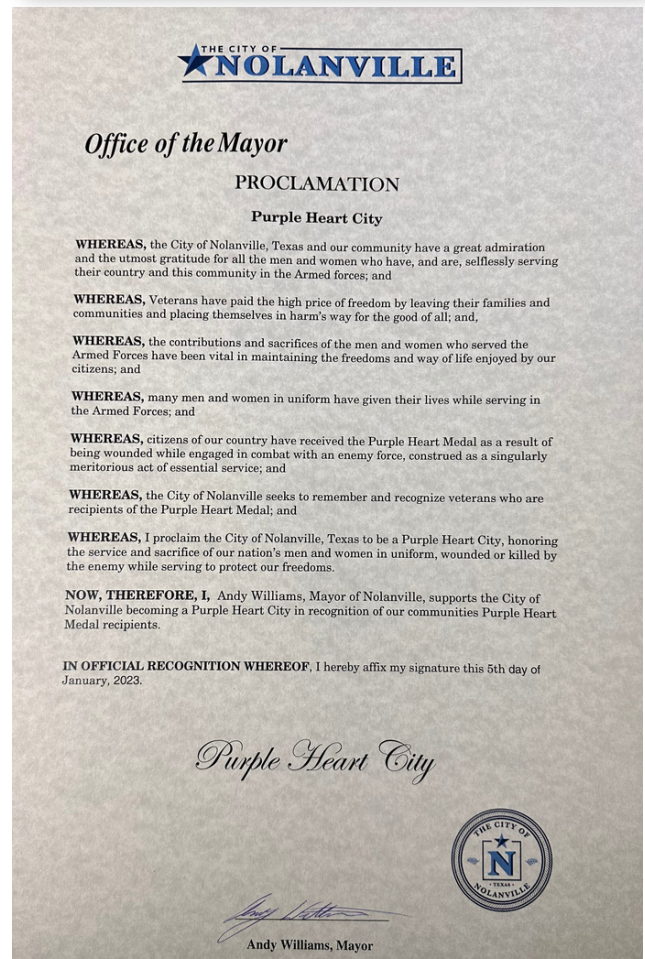 THE CITY OF
NOLANVILLE
Office of the Mayor
PROCLAMATION
Purple Heart City
WHEREAS, the City of Nolanville, Texas and our community have a great admiration
and the utmost gratitude for all the men and women who have, and are, selflessly serving
their country and this community in the Armed forces; and
WHEREAS, Veterans have paid the high price of freedom by leaving their families and
communities and placing themselves in harm's way for the good of all; and,
WHEREAS, the contributions and sacrifices of the men and women who served the
Armed Forces have been vital in maintaining the freedoms and way of life enjoyed by our
citizens; and
WHEREAS, many men and women in uniform have given their lives while serving in
the Armed Forces; and
WHEREAS, citizens of our country have received the Purple Heart Medal as a result of
being wounded while engaged in combat with an enemy force, construed as a singularly
meritorious act of essential service; and
WHEREAS, the City of Nolanville seeks to remember and recognize veterans who are
recipients of the Purple Heart Medal; and
WHEREAS, I proclaim the City of Nolanville, Texas to be a Purple Heart City, honoring
the service and sacrifice of our nation's men and women in uniform, wounded or killed by
the enemy while serving to protect our freedoms.
NOW, THEREFORE, I, Andy Williams, Mayor of Nolanville, supports the City of
Nolanville becoming a Purple Heart City in recognition of our communities Purple Heart
Medal recipients.
IN OFFICIAL RECOGNITION WHEREOF, I hereby affix my signature this 5th day of
January, 2023.
Purple Heart City
THE CITY OF
N
TEXAS
NOLANVILLE
Andy Williams, Mayor